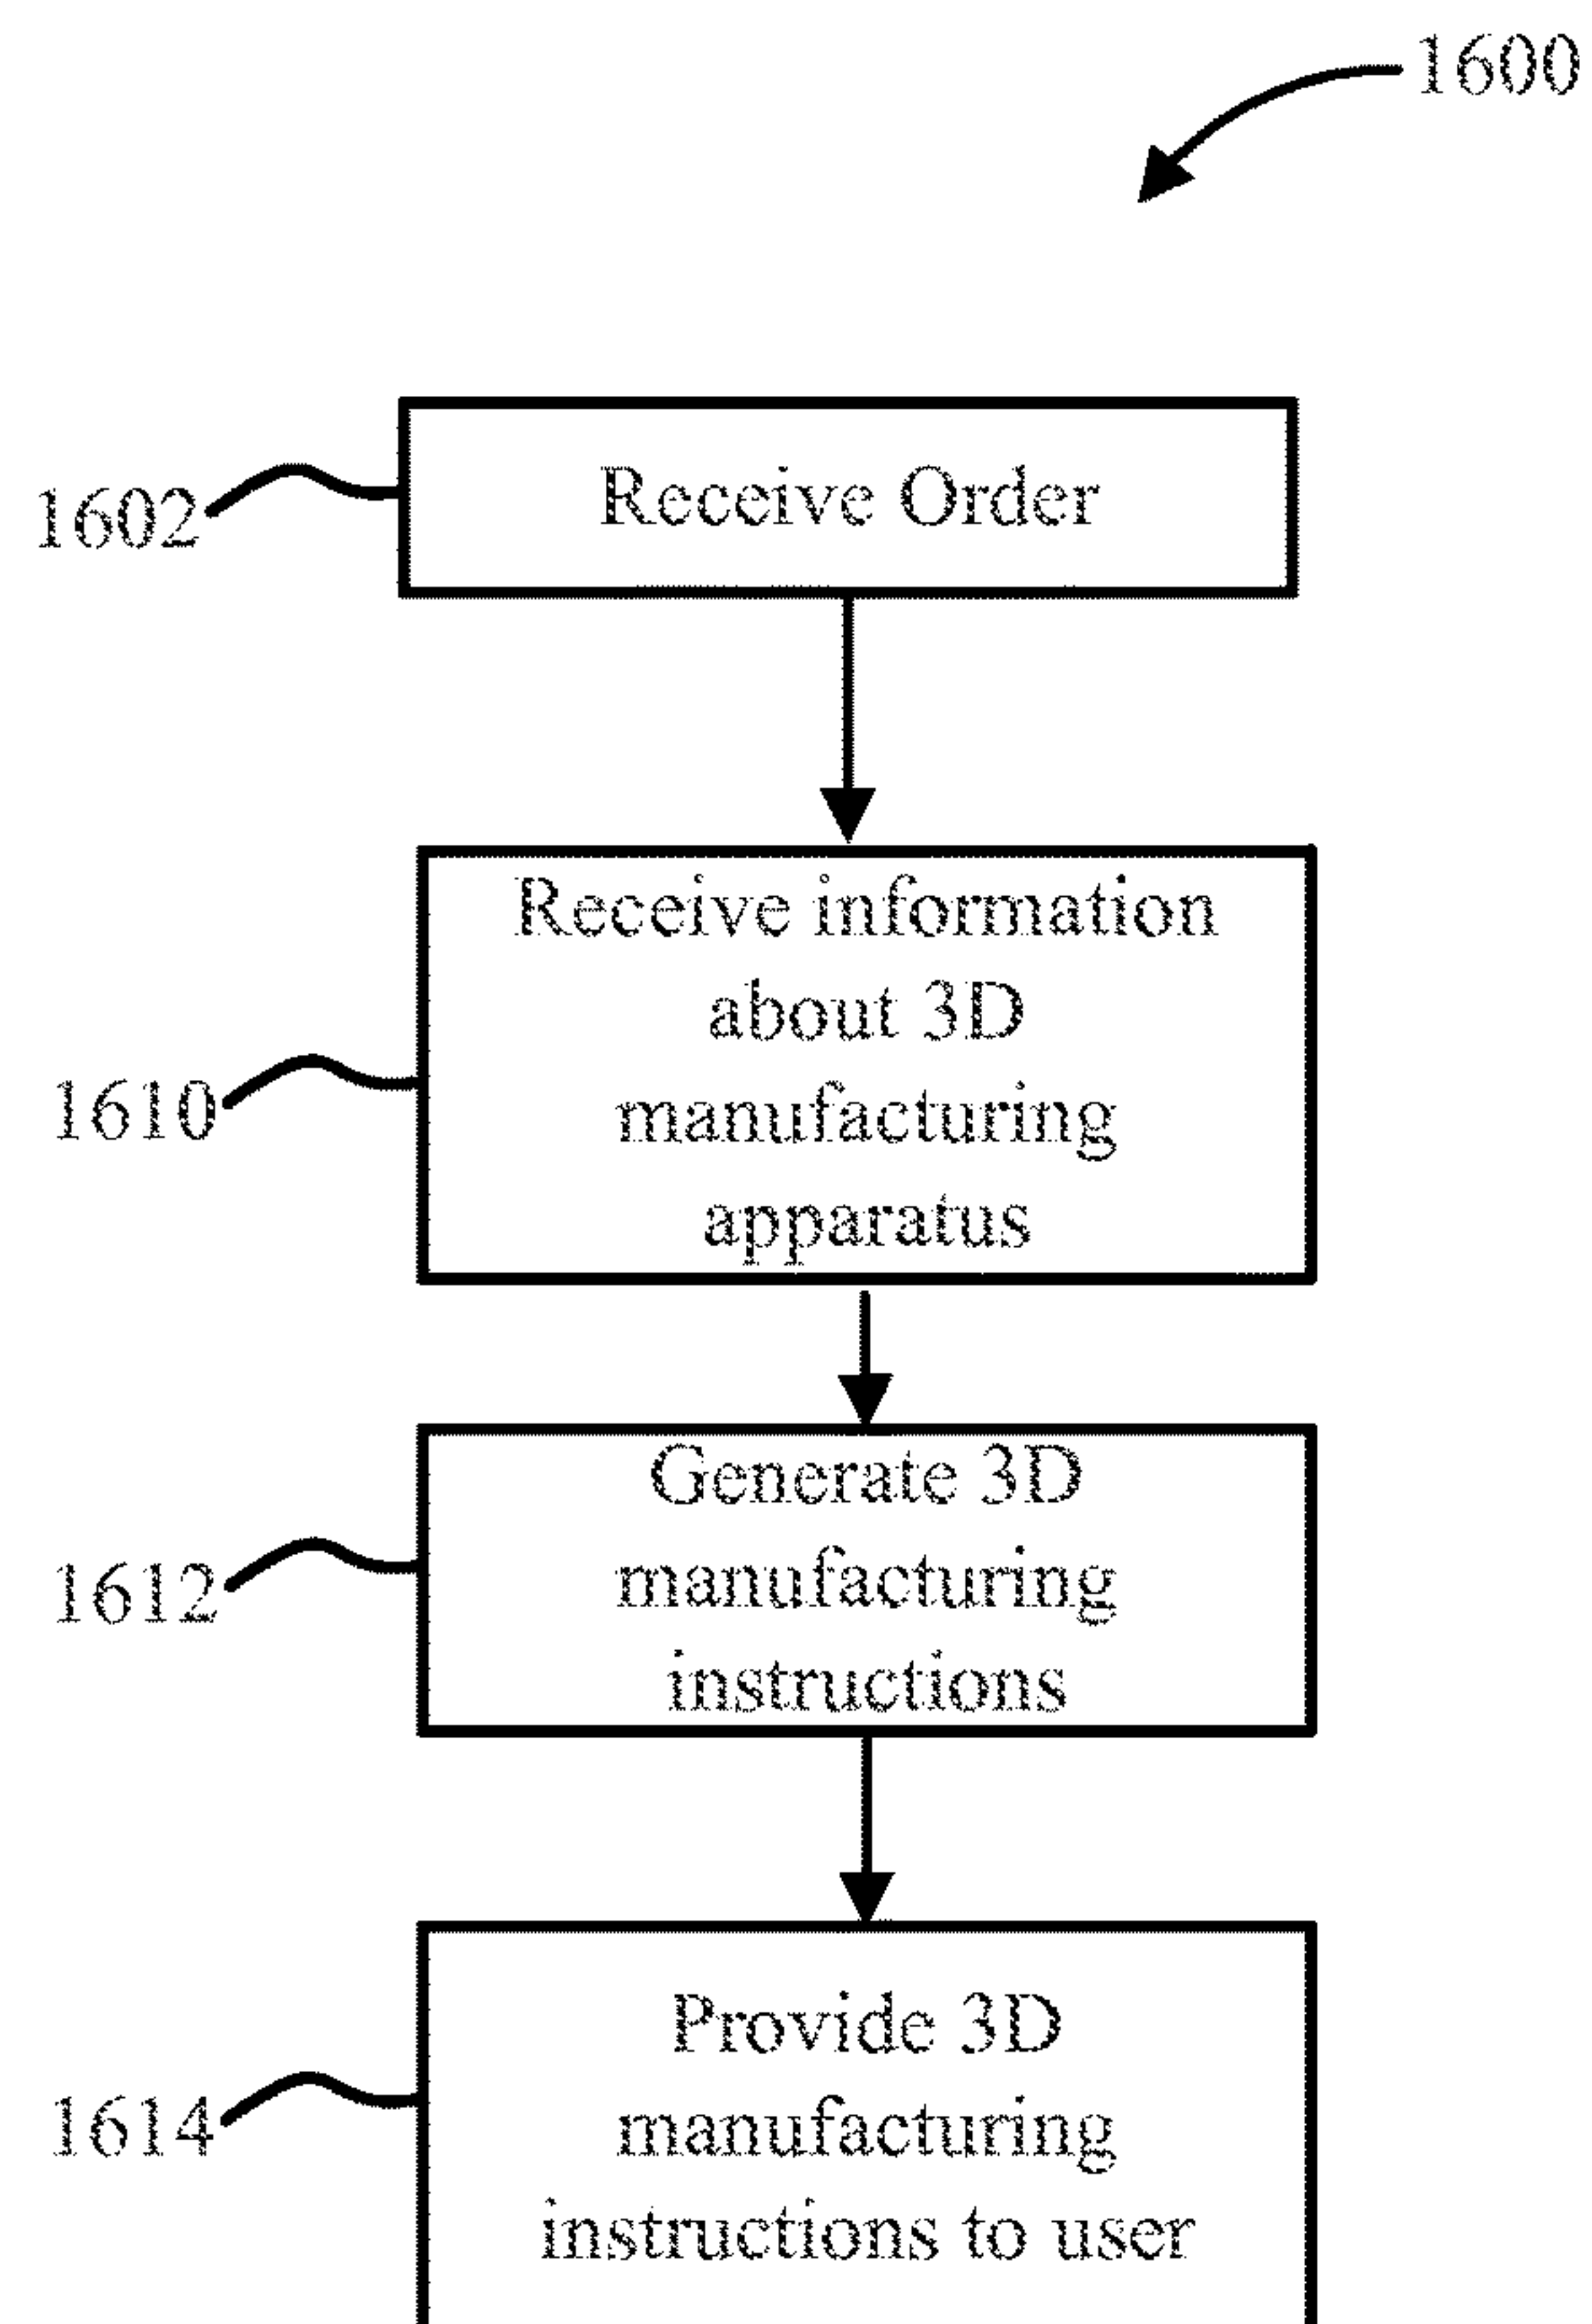 1600
Receive Order
1602
Receive information
about 3D
manufacturing
apparatus
1610
Generate 3D
manufacturing
instructions
1612
Provide 3D
manufacturing
instructions to user
1614